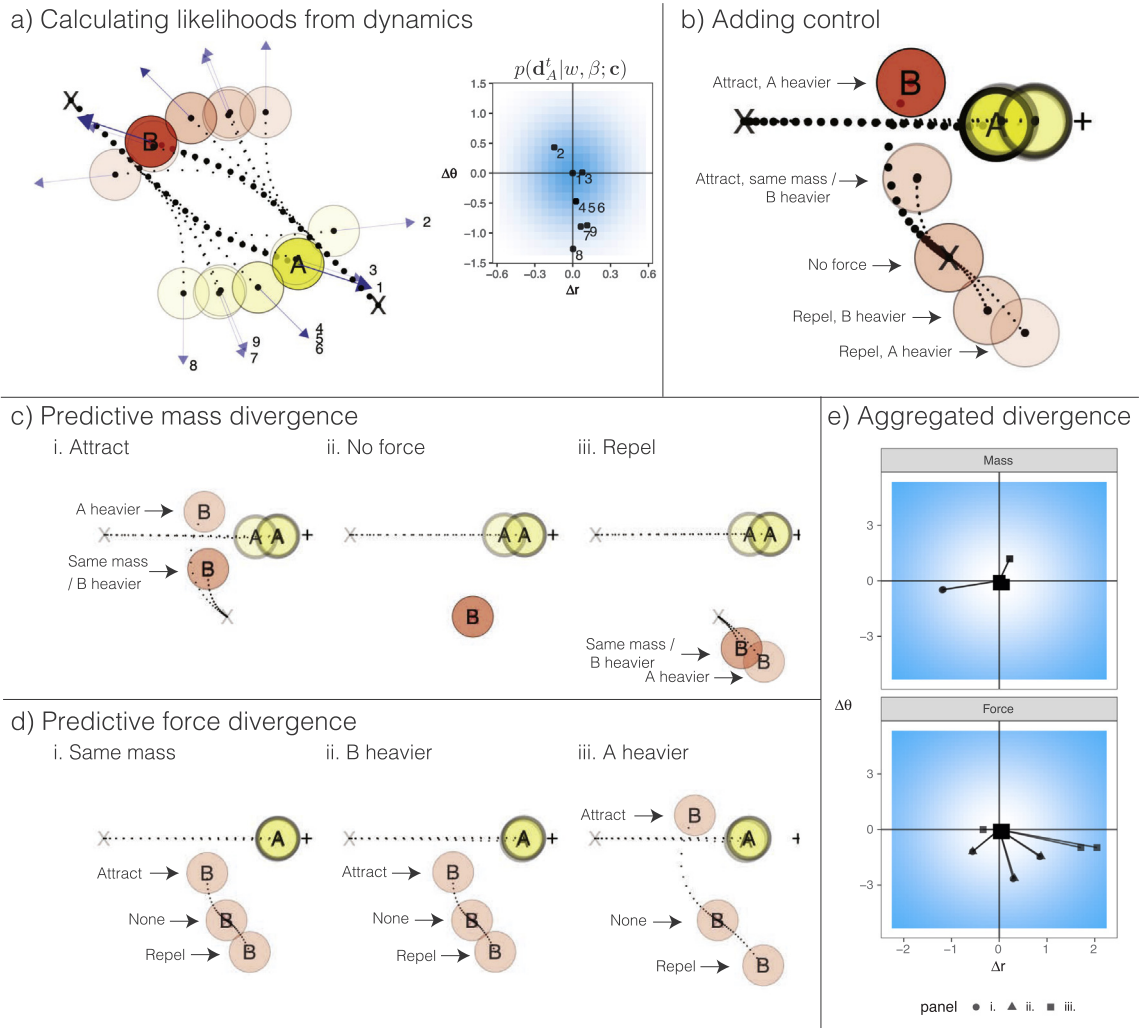 a) Calculating likelihoods from dynamics
X
B
A
X
2
3
1
4
5
6
9
7
8
p(d_A^t|w, β; c)
1.5
1.0
0.5
0.0
−0.5
−1.0
−1.5
Δθ
2
1 3
4 5 6
9
7
8
−0.6 −0.3 0.0 0.3 0.6
Δr
b) Adding control
Attract, A heavier
B
X
A
+
Attract, same mass /
B heavier
No force
X
Repel, B heavier
Repel, A heavier
c) Predictive mass divergence
i. Attract
ii. No force
iii. Repel
A heavier
B
X
A A +
Same mass
/ B heavier
B
X
X
A A +
B
X
A A +
X
Same mass /
B heavier
B
A heavier
B
d) Predictive force divergence
i. Same mass
ii. B heavier
iii. A heavier
X
A +
Attract
B
None
B
Repel
B
X
A +
Attract
B
None
B
Repel
B
Attract
B
X
A +
None
B
Repel
B
e) Aggregated divergence
Mass
3
0
−3
Δθ
Force
3
0
−3
−2 −1 0 1 2
Δr
panel i. ii. iii.